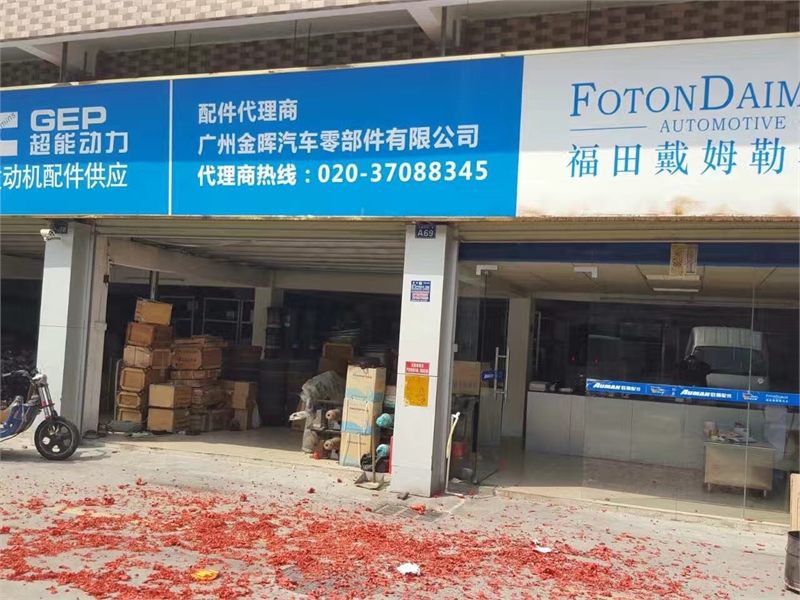 GEP
超能动力
动机配件供应
配件代理商
广州金晖汽车零部件有限公司
代理商热线：020-37088345
FOTONDAIM
AUTOMOTIVE
福田戴姆勒
A69
AUMAN
AUMAN